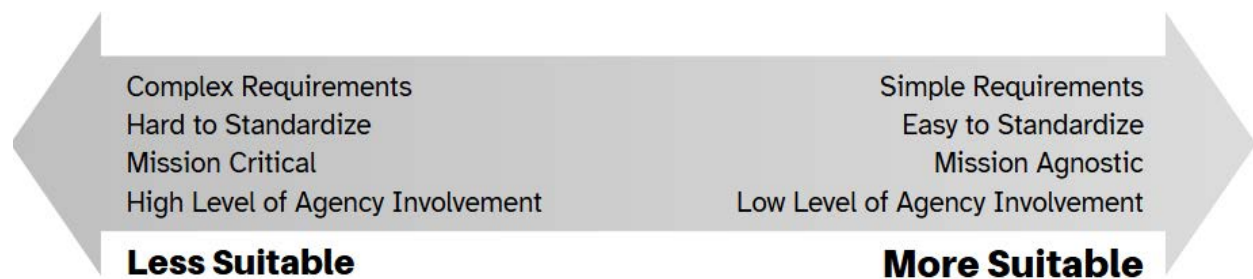 Complex Requirements
Hard to Standardize
Mission Critical
High Level of Agency Involvement
Less Suitable
Simple Requirements
Easy to Standardize
Mission Agnostic
Low Level of Agency Involvement
More Suitable